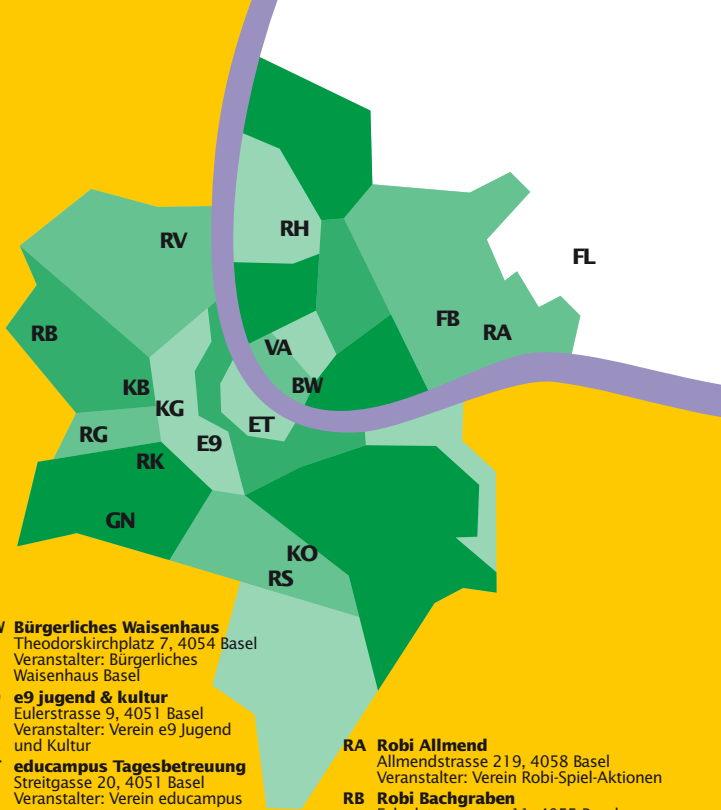 RH
RV
FL
FB
RA
RB
VA
BW
KB
KG
ET
RG
E9
RK
GN
KO
RS
Bürgerliches Waisenhaus
Theodorskirchplatz 7, 4054 Basel
Veranstalter: Bürgerliches
Waisenhaus Basel
e9 jugend & kultur
Eulerstrasse 9, 4051 Basel
Veranstalter: Verein e9 Jugend
und Kultur
educampus Tagesbetreuung
Streitgasse 20, 4051 Basel
Veranstalter: Verein educampus
RA Robi Allmend
Allmendstrasse 219, 4058 Basel
Veranstalter: Verein Robi-Spiel-Aktionen
RB Robi Bachgraben